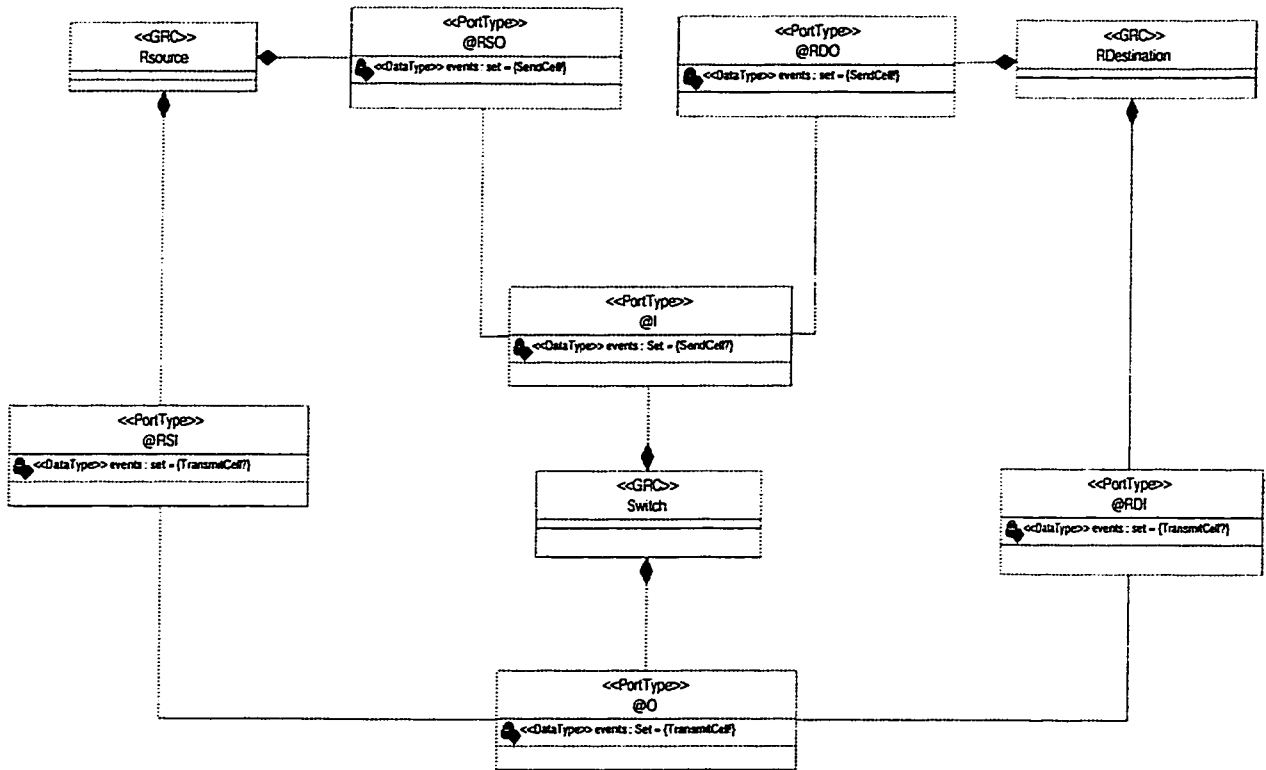 <<GRC>>
Rsource
<<PortType>>
@RSO
<<DataType>> events : set = {SendCell!}
<<PortType>>
@RDO
<<DataType>> events : set = {SendCell!}
<<GRC>>
RDestination
<<PortType>>
@I
<<DataType>> events : Set = {SendCell?}
<<PortType>>
@RSI
<<DataType>> events : set = {TransmitCell?}
<<GRC>>
Switch
<<PortType>>
@RDI
<<DataType>> events : set = {TransmitCell?}
<<PortType>>
@O
<<DataType>> events : Set = {TransmitCell!}